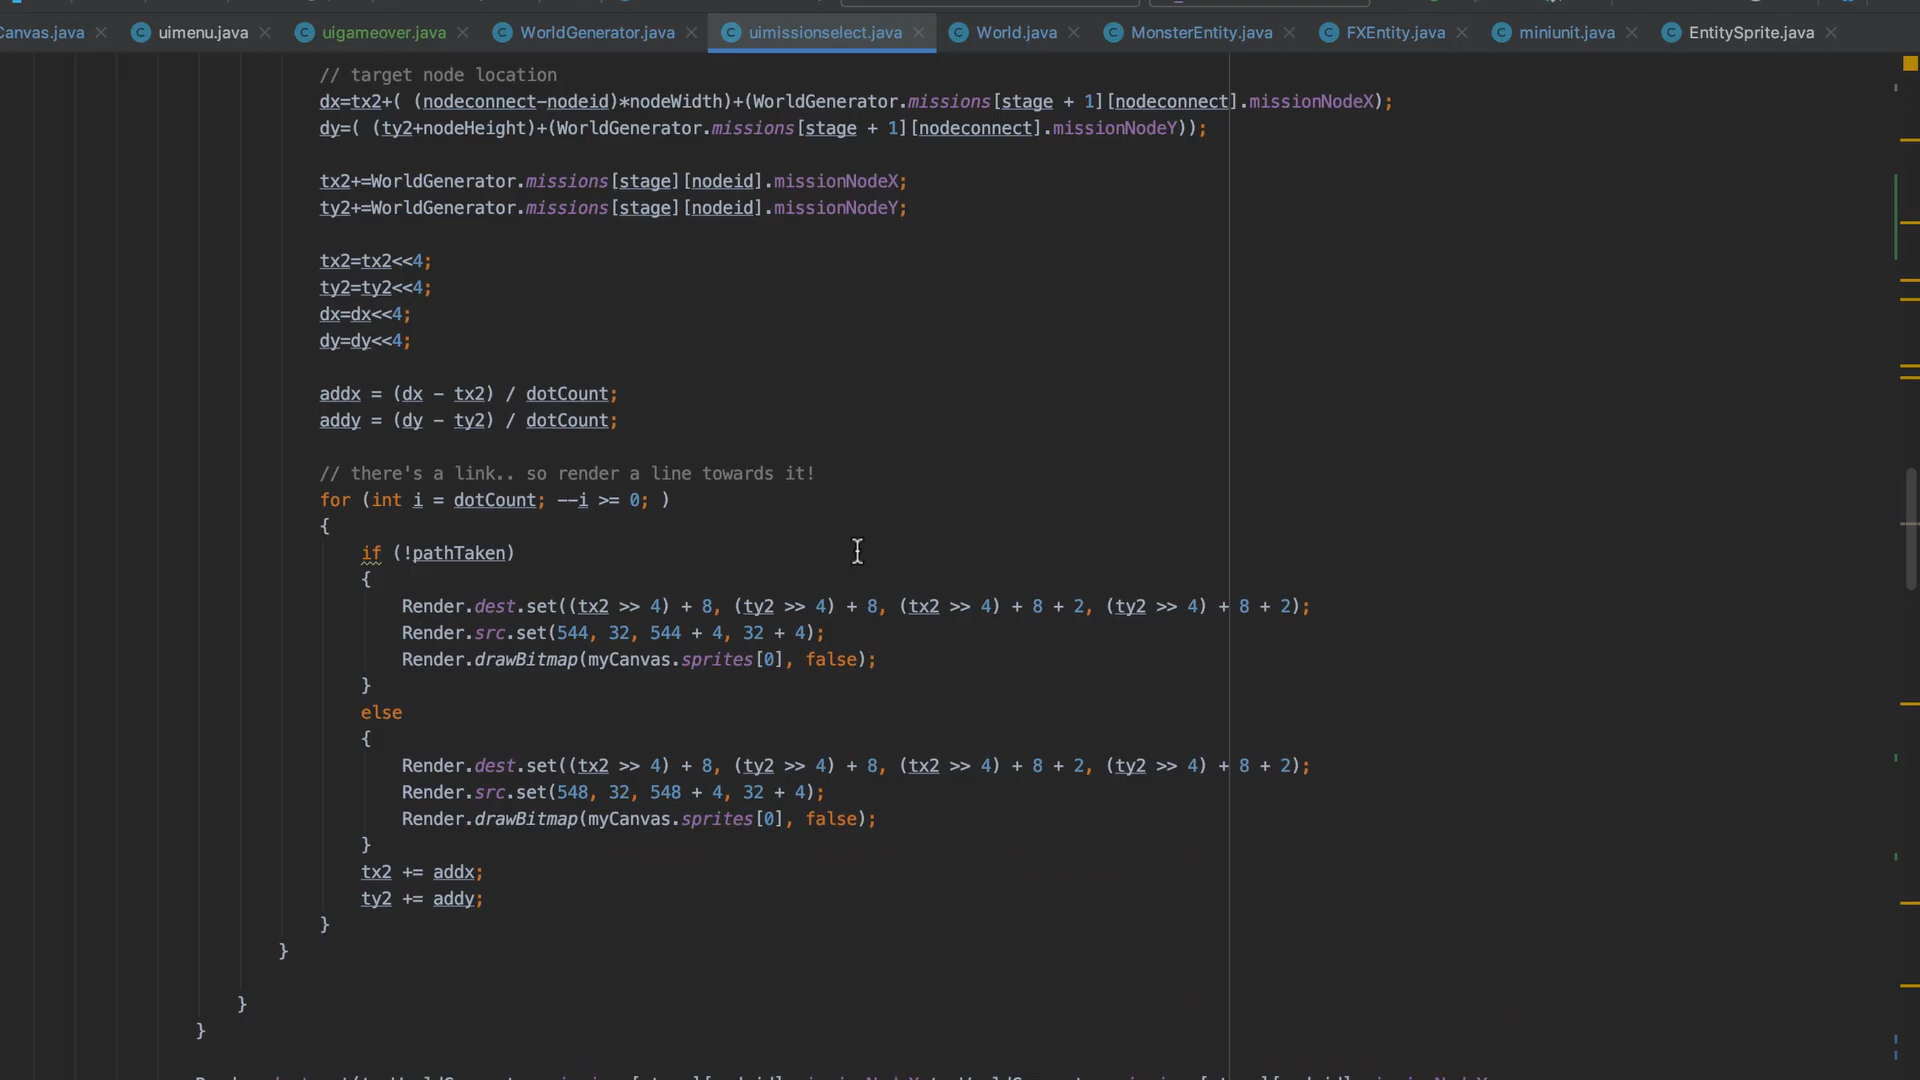 Canvas.java uimenu.java uigameover.java WorldGenerator.java uimissionselect.java World.java MonsterEntity.java FXEntity.java miniunit.java EntitySprite.java
// target node location
dx=tx2+( (nodeconnect-nodeid)*nodeWidth)+(WorldGenerator.missions[stage + 1][nodeconnect].missionNodeX);
dy=( (ty2+nodeHeight)+(WorldGenerator.missions[stage + 1][nodeconnect].missionNodeY));
tx2+=WorldGenerator.missions[stage][nodeid].missionNodeX;
ty2+=WorldGenerator.missions[stage][nodeid].missionNodeY;
tx2=tx2<<4;
ty2=ty2<<4;
dx=dx<<4;
dy=dy<<4;
addx = (dx - tx2) / dotCount;
addy = (dy - ty2) / dotCount;
// there's a link.. so render a line towards it!
for (int i = dotCount; --i >= 0; )
{
if (!pathTaken)
{
Render.dest.set((tx2 >> 4) + 8, (ty2 >> 4) + 8, (tx2 >> 4) + 8 + 2, (ty2 >> 4) + 8 + 2);
Render.src.set(544, 32, 544 + 4, 32 + 4);
Render.drawBitmap(myCanvas.sprites[0], false);
}
else
{
Render.dest.set((tx2 >> 4) + 8, (ty2 >> 4) + 8, (tx2 >> 4) + 8 + 2, (ty2 >> 4) + 8 + 2);
Render.src.set(548, 32, 548 + 4, 32 + 4);
Render.drawBitmap(myCanvas.sprites[0], false);
}
tx2 += addx;
ty2 += addy;
}
}
}
}